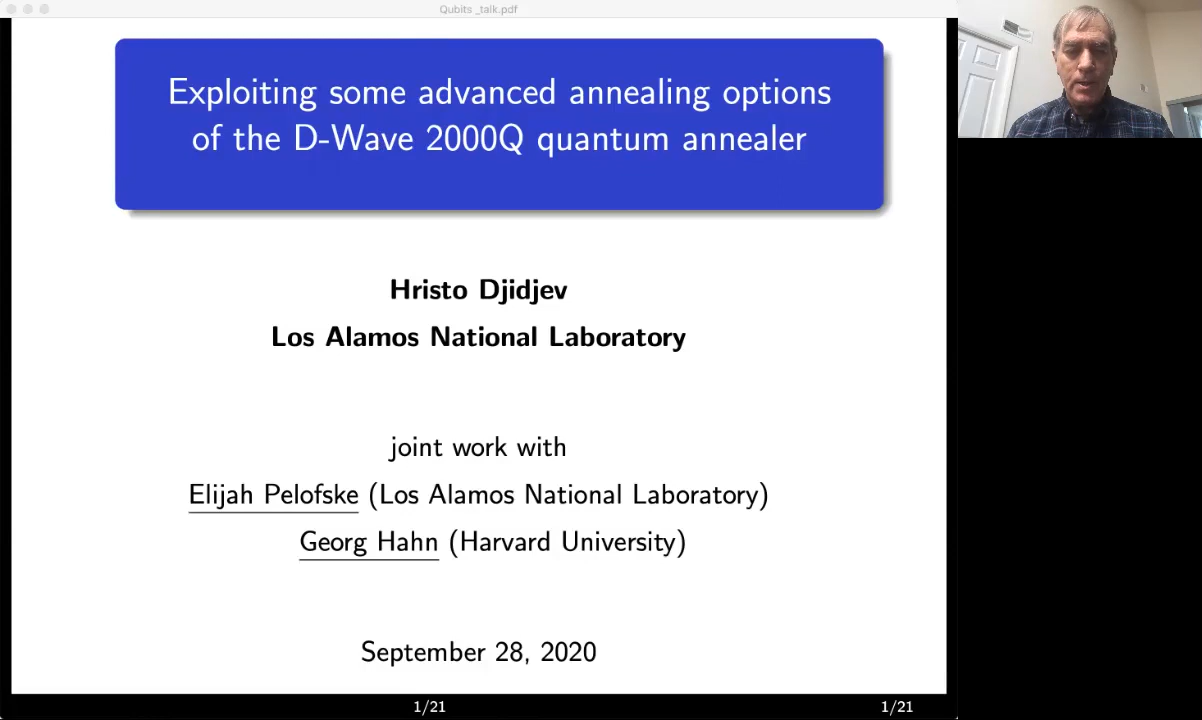 Qubits _talk.pdf
Exploiting some advanced annealing options
of the D-Wave 2000Q quantum annealer
Hristo Djidjev
Los Alamos National Laboratory
joint work with
Elijah Pelofske (Los Alamos National Laboratory)
Georg Hahn (Harvard University)
September 28, 2020
1/21
1/21